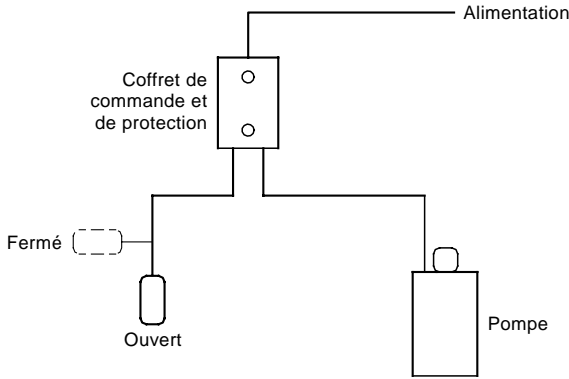 Alimentation
Coffret de
commande et
de protection
Fermé
Ouvert
Pompe